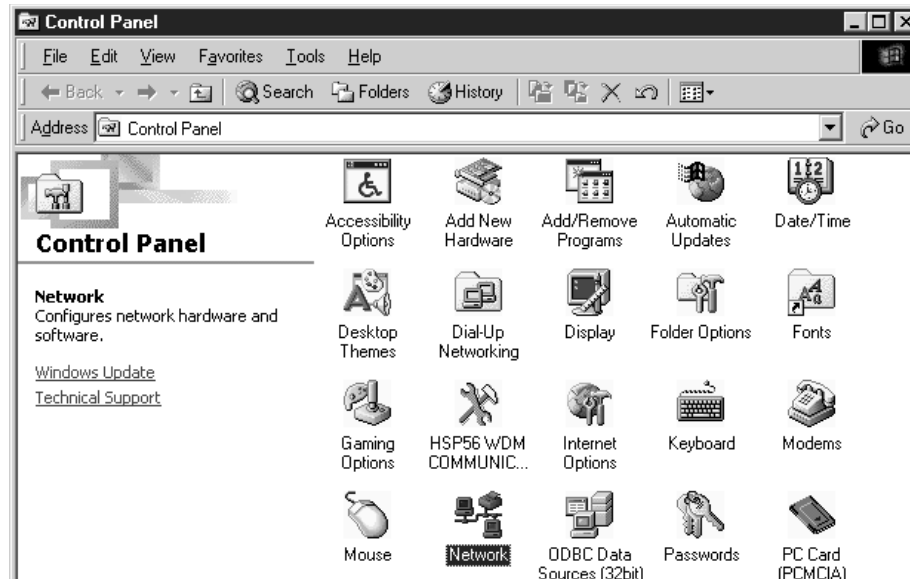 Control Panel
File Edit View Favorites Tools Help
Back Search Folders History
Address Control Panel Go
Control Panel
Network
Configures network hardware and
software.
Windows Update
Technical Support
Accessibility Options
Add New Hardware
Add/Remove Programs
Automatic Updates
Date/Time
Desktop Themes
Dial-Up Networking
Display
Folder Options
Fonts
Gaming Options
HSP56 WDM COMMUNIC...
Internet Options
Keyboard
Modems
Mouse
Network
ODBC Data Sources (32bit)
Passwords
PC Card (PCMCIA)